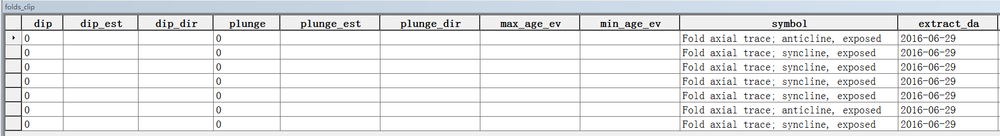 folds_clip
dip dip_est dip_dir plunge plunge_est plunge_dir max_age_ev min_age_ev symbol extract_da
0 0 Fold axial trace; anticline, exposed 2016-06-29
0 0 Fold axial trace; syncline, exposed 2016-06-29
0 0 Fold axial trace; syncline, exposed 2016-06-29
0 0 Fold axial trace; syncline, exposed 2016-06-29
0 0 Fold axial trace; syncline, exposed 2016-06-29
0 0 Fold axial trace; anticline, exposed 2016-06-29
0 0 Fold axial trace; syncline, exposed 2016-06-29